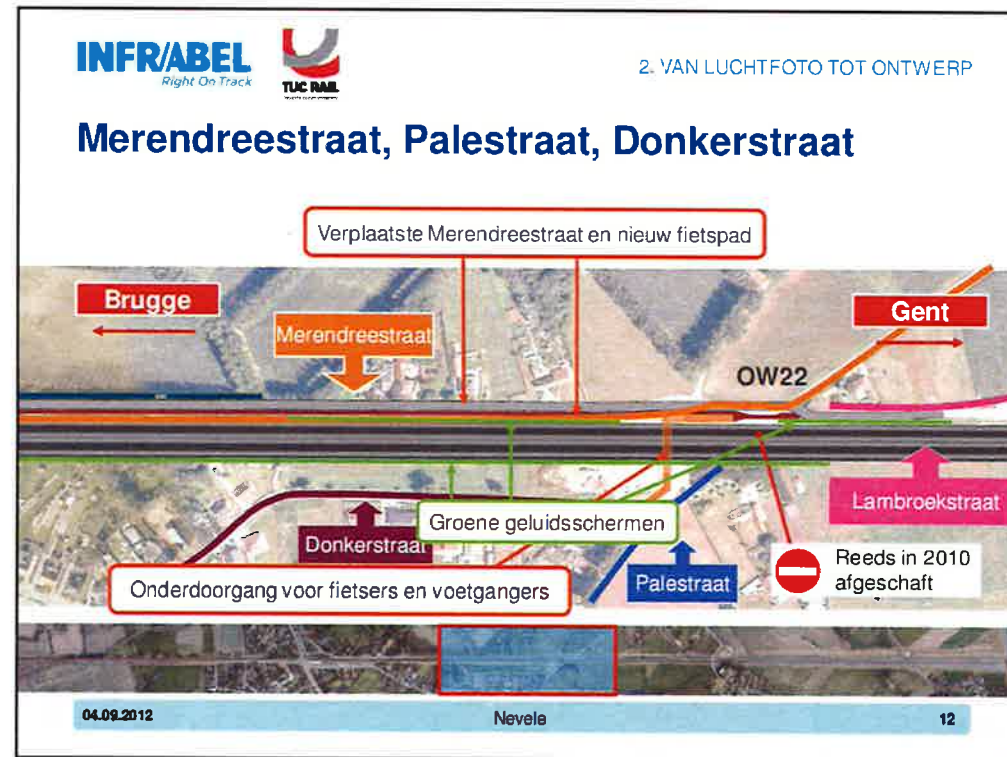 INFR/ABEL
Right On Track
TUC RAIL
2. VAN LUCHTFOTO TOT ONTWERP
Merendreestraat, Palestraat, Donkerstraat
Verplaatste Merendreestraat en nieuw fietspad
Brugge
Gent
Merendreestraat
OW22
Lambroekstraat
Groene geluidsschermen
Donkerstraat
Reeds in 2010
afgeschaft
Palestraat
Onderdoorgang voor fietsers en voetgangers
04.09.2012
Nevele
12